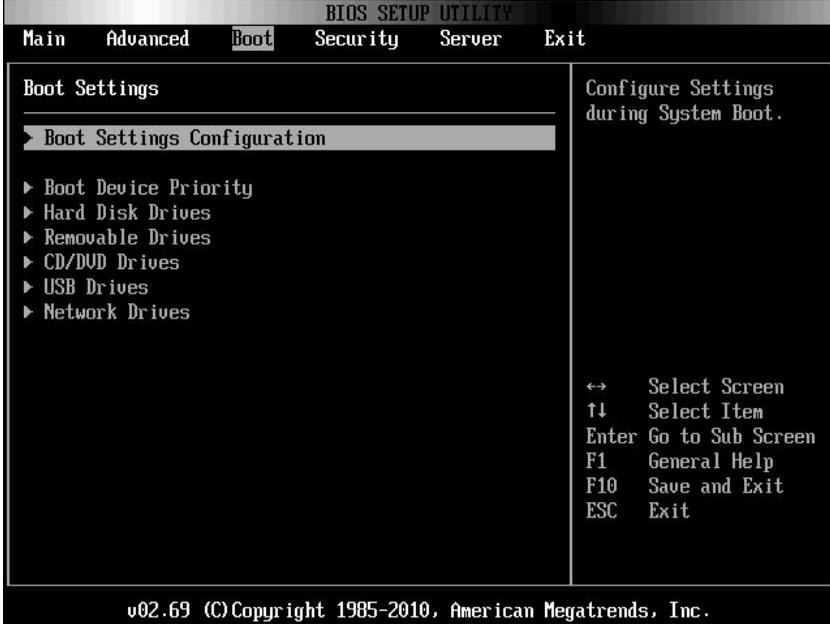 BIOS SETUP UTILITY
Main Advanced Boot Security Server Exit
Boot Settings
Boot Settings Configuration
Boot Device Priority
Hard Disk Drives
Removable Drives
CD/DVD Drives
USB Drives
Network Drives
Configure Settings
during System Boot.
↔ Select Screen
↑↓ Select Item
Enter Go to Sub Screen
F1 General Help
F10 Save and Exit
ESC Exit
v02.69 (C)Copyright 1985-2010, American Megatrends, Inc.